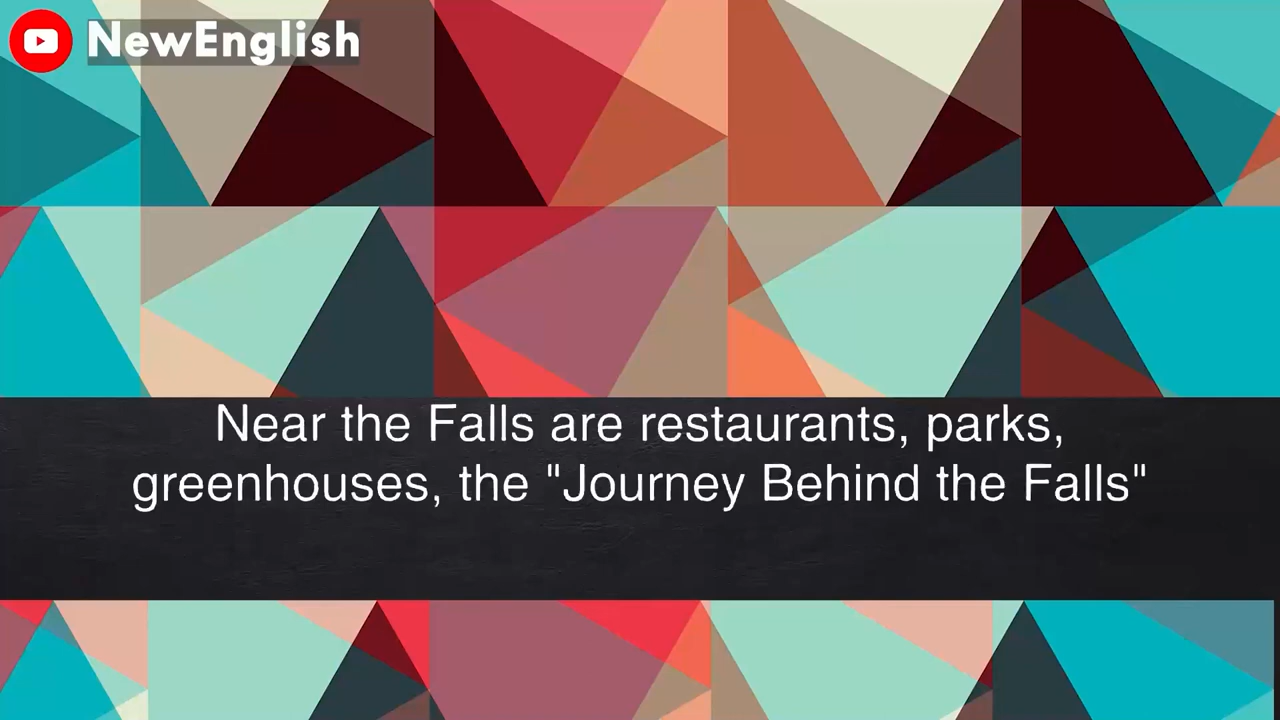 NewEnglish
Near the Falls are restaurants, parks,
greenhouses, the "Journey Behind the Falls"